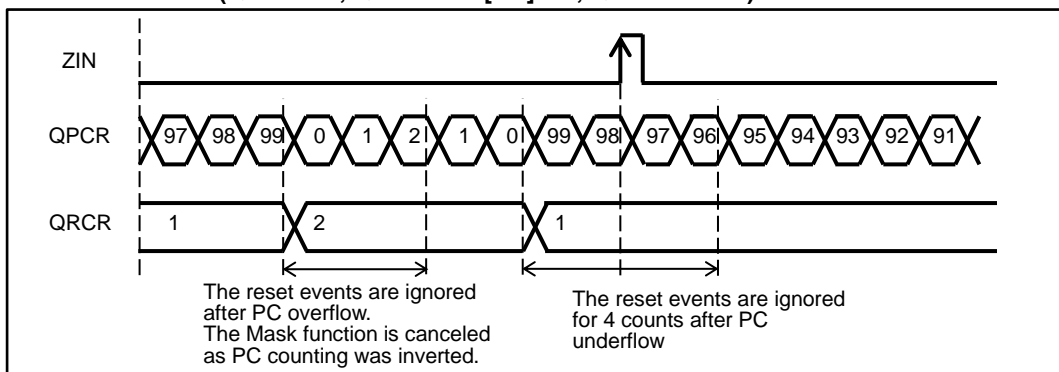 ZIN
QPCR
97 98 99 0 1 2 1 0 99 98 97 96 95 94 93 92 91
QRCR
1 2 1
The reset events are ignored
after PC overflow.
The Mask function is canceled
as PC counting was inverted.
The reset events are ignored
for 4 counts after PC
underflow